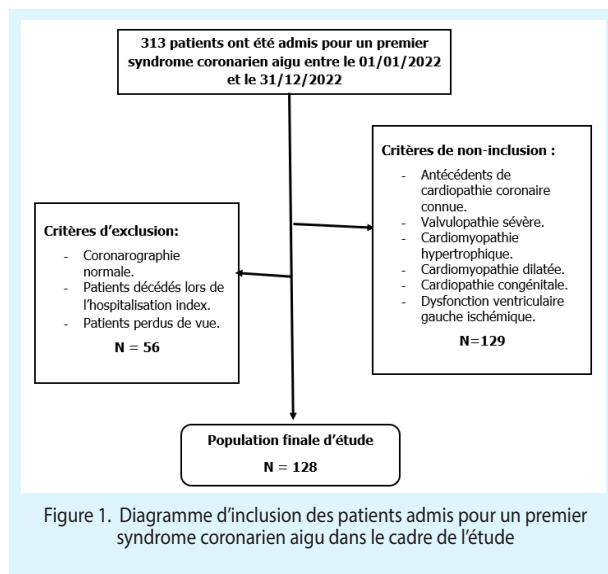 313 patients ont été admis pour un premier
syndrome coronarien aigu entre le 01/01/2022
et le 31/12/2022
Critères de non-inclusion :
- Antécédents de
cardiopathie coronaire
connue.
- Valvulopathie sévère.
- Cardiomyopathie
hypertrophique.
- Cardiomyopathie dilatée.
- Cardiopathie congénitale.
- Dysfonction ventriculaire
gauche ischémique.
N=129
Critères d'exclusion:
- Coronarographie
normale.
- Patients décédés lors de
l'hospitalisation index.
- Patients perdus de vue.
N = 56
Population finale d'étude
N = 128
Figure 1. Diagramme d'inclusion des patients admis pour un premier
syndrome coronarien aigu dans le cadre de l'étude